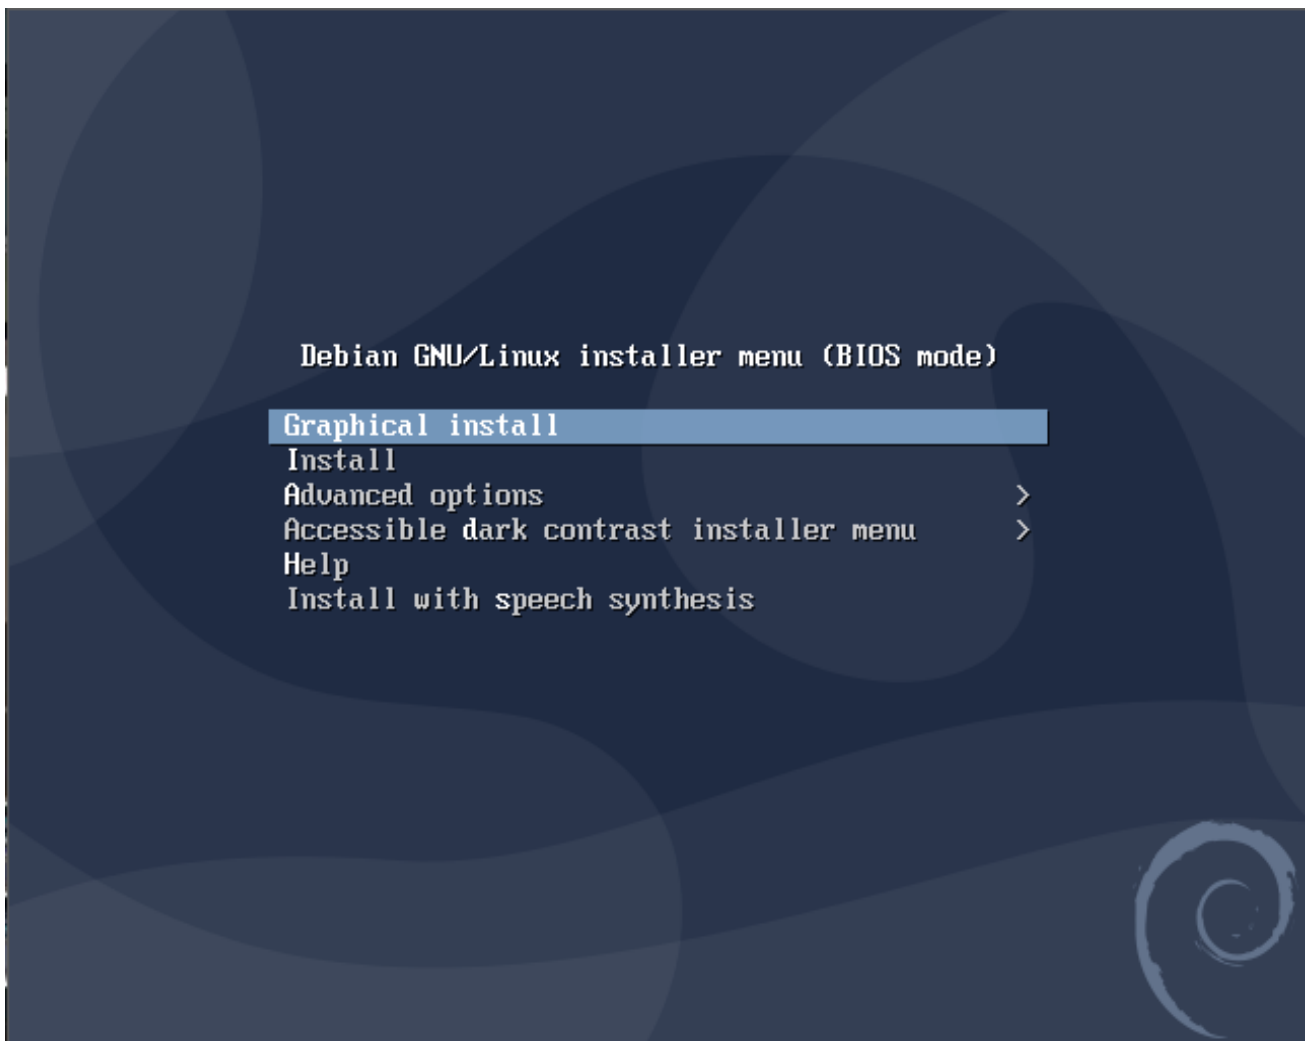 Debian GNU/Linux installer menu (BIOS mode)
Graphical install
Install
Advanced options >
Accessible dark contrast installer menu >
Help
Install with speech synthesis